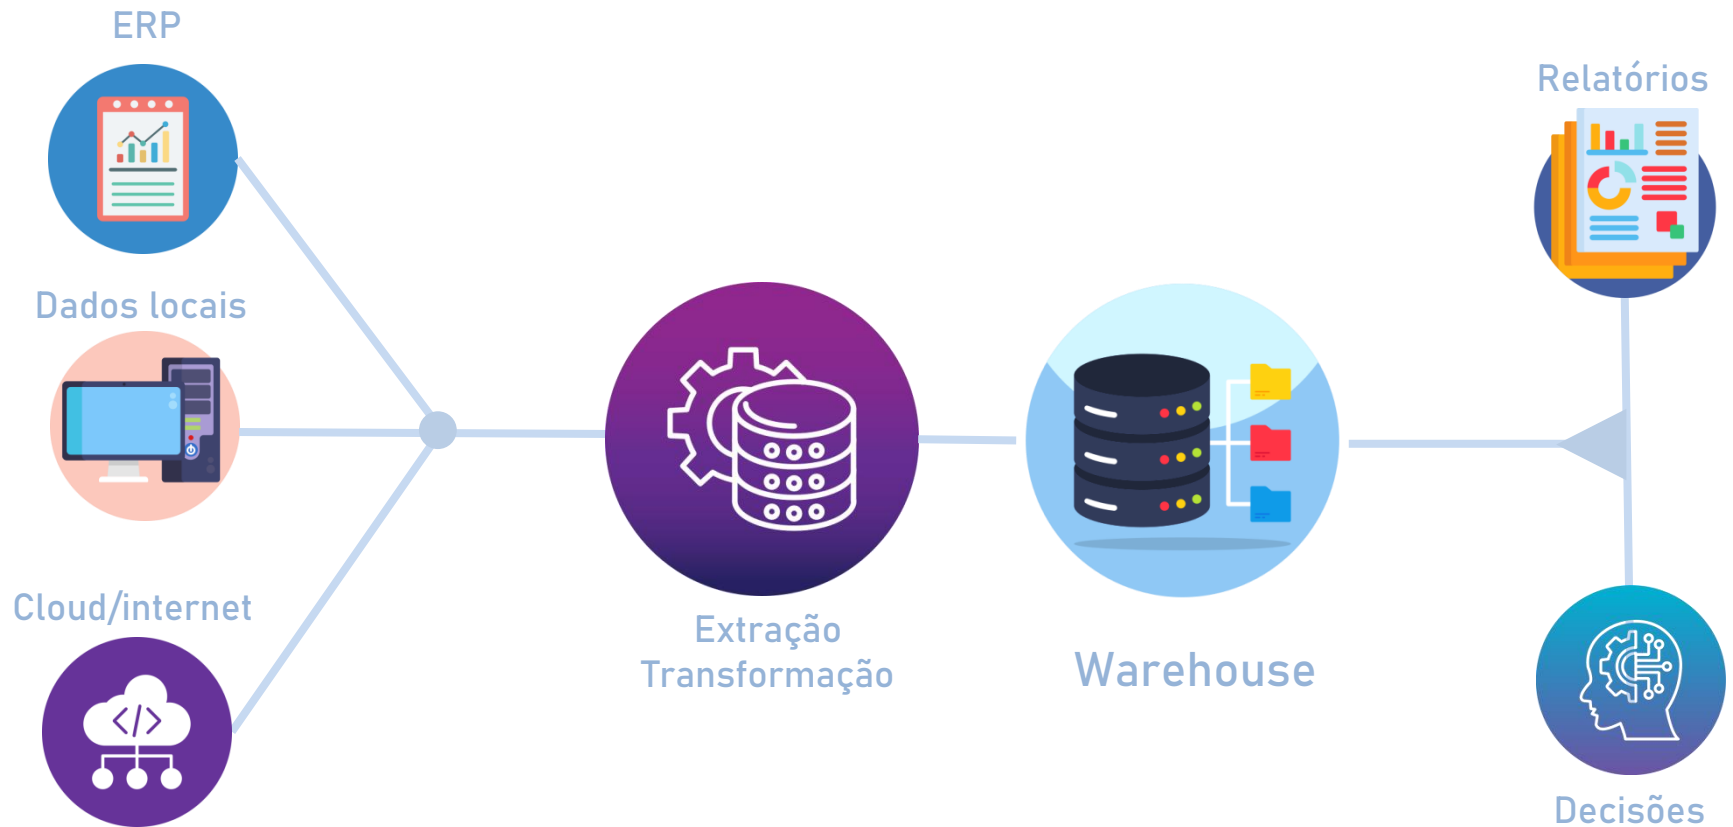 ERP
Dados locais
Cloud/internet
Extração
Transformação
Warehouse
Relatórios
Decisões